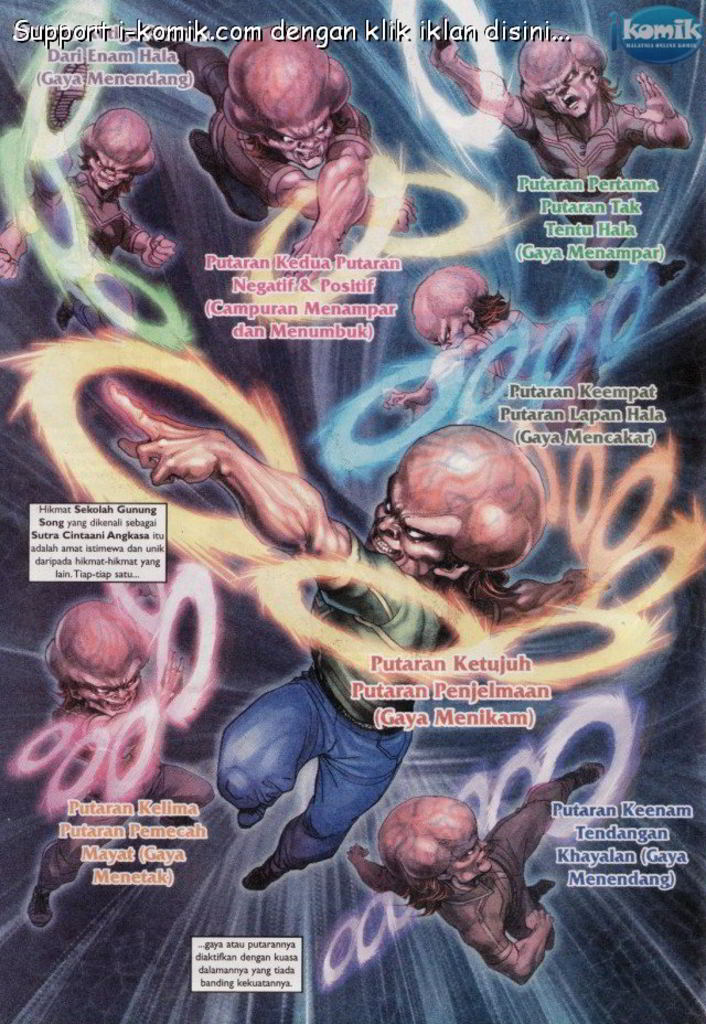 Support i-komik.com dengan klik iklan disini...
komik
MALAYSIA ONLINE KOMIK
Dari Enam Hala
(Gaya Menendang)
Putaran Pertama
Putaran Tak
Tentu Hala
(Gaya Menampar)
Putaran Kedua Putaran
Negatif & Positif
(Campuran Menampar
dan Menumbuk)
Putaran Keempat
Putaran Lapan Hala
(Gaya Mencakar)
Hikmat Sekolah Gunung
Song yang dikenali sebagai
Sutra Cintaani Angkasa itu
adalah amat istimewa dan unik
daripada hikmat-hikmat yang
lain. Tiap-tiap satu...
Putaran Ketujuh
Putaran Penjelmaan
(Gaya Menikam)
Putaran Kelima
Putaran Pemecah
Mayat (Gaya
Menetak)
Putaran Keenam
Tendangan
Khayalan (Gaya
Menendang)
...gaya atau putarannya
diaktifkan dengan kuasa
dalamannya yang tiada
banding kekuatannya.